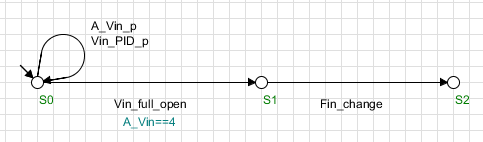 A_Vin_p
Vin_PID_p
S0
S1
S2
Vin_full_open
Fin_change
A_Vin==4